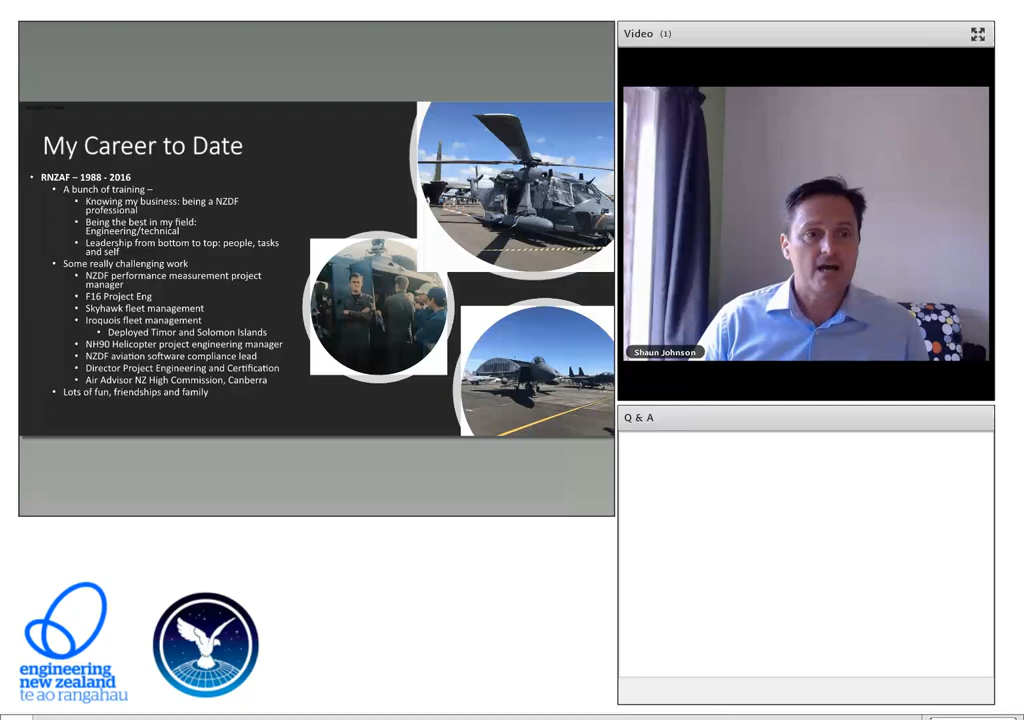 My Career to Date
• RNZAF – 1988 - 2016
• A bunch of training –
• Knowing my business: being a NZDF
professional
• Being the best in my field:
Engineering/technical
• Leadership from bottom to top: people, tasks
and self
• Some really challenging work
• NZDF performance measurement project
manager
• F16 Project Eng
• Skyhawk fleet management
• Iroquois fleet management
• Deployed Timor and Solomon Islands
• NH90 Helicopter project engineering manager
• NZDF aviation software compliance lead
• Director Project Engineering and Certification
• Air Advisor NZ High Commission, Canberra
• Lots of fun, friendships and family
Video (1)
Shaun Johnson
Q & A
engineering
new zealand
te ao rangahau